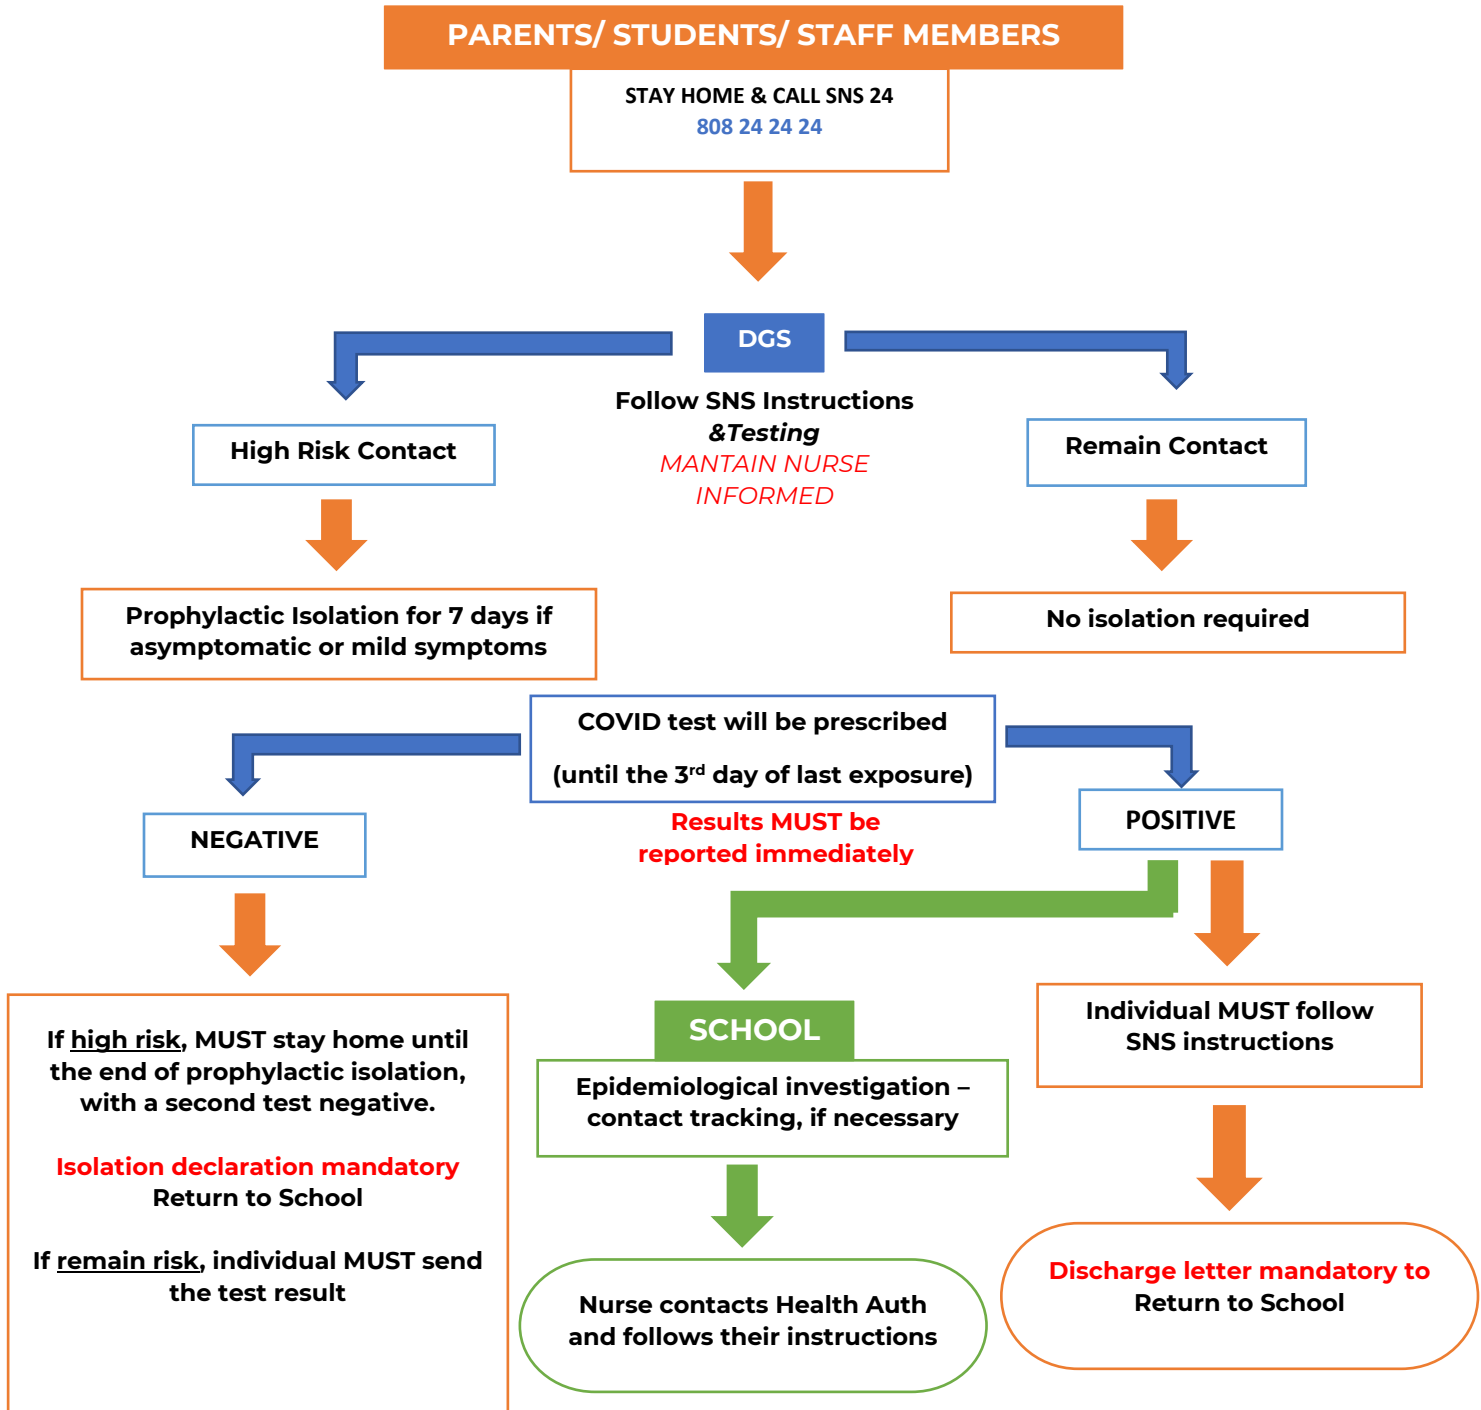 PARENTS/ STUDENTS/ STAFF MEMBERS
STAY HOME & CALL SNS 24
808 24 24 24
DGS
Follow SNS Instructions
&Testing
MANTAIN NURSE
INFORMED
High Risk Contact
Remain Contact
Prophylactic Isolation for 7 days if
asymptomatic or mild symptoms
No isolation required
COVID test will be prescribed
(until the 3rd day of last exposure)
Results MUST be
reported immediately
NEGATIVE
POSITIVE
If high risk, MUST stay home until
the end of prophylactic isolation,
with a second test negative.
Isolation declaration mandatory
Return to School
If remain risk, individual MUST send
the test result
SCHOOL
Epidemiological investigation –
contact tracking, if necessary
Nurse contacts Health Auth
and follows their instructions
Individual MUST follow
SNS instructions
Discharge letter mandatory to
Return to School